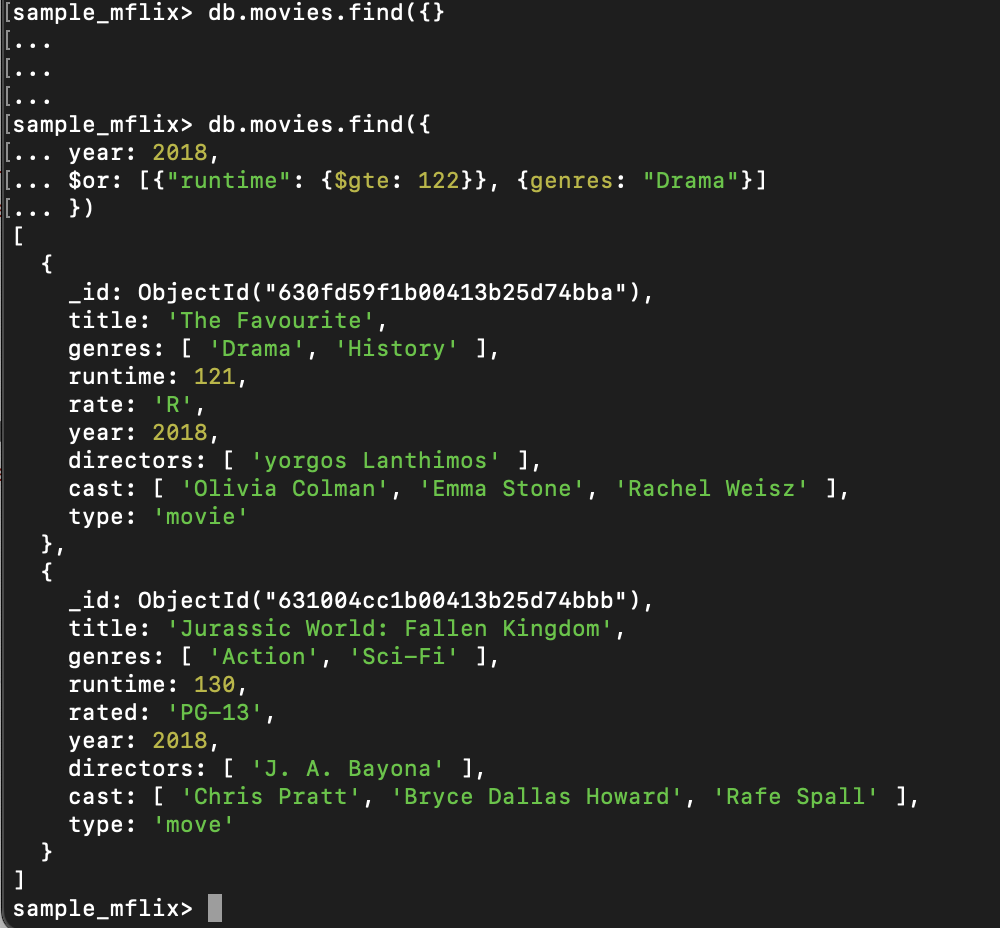 sample_mflix> db.movies.find({}
...
...
...
sample_mflix> db.movies.find({
... year: 2018,
... $or: [{"runtime": {$gte: 122}}, {genres: "Drama"}]
... })
[
  {
    _id: ObjectId("630fd59f1b00413b25d74bba"),
    title: 'The Favourite',
    genres: [ 'Drama', 'History' ],
    runtime: 121,
    rate: 'R',
    year: 2018,
    directors: [ 'yorgos Lanthimos' ],
    cast: [ 'Olivia Colman', 'Emma Stone', 'Rachel Weisz' ],
    type: 'movie'
  },
  {
    _id: ObjectId("631004cc1b00413b25d74bbb"),
    title: 'Jurassic World: Fallen Kingdom',
    genres: [ 'Action', 'Sci-Fi' ],
    runtime: 130,
    rated: 'PG-13',
    year: 2018,
    directors: [ 'J. A. Bayona' ],
    cast: [ 'Chris Pratt', 'Bryce Dallas Howard', 'Rafe Spall' ],
    type: 'move'
  }
]
sample_mflix>